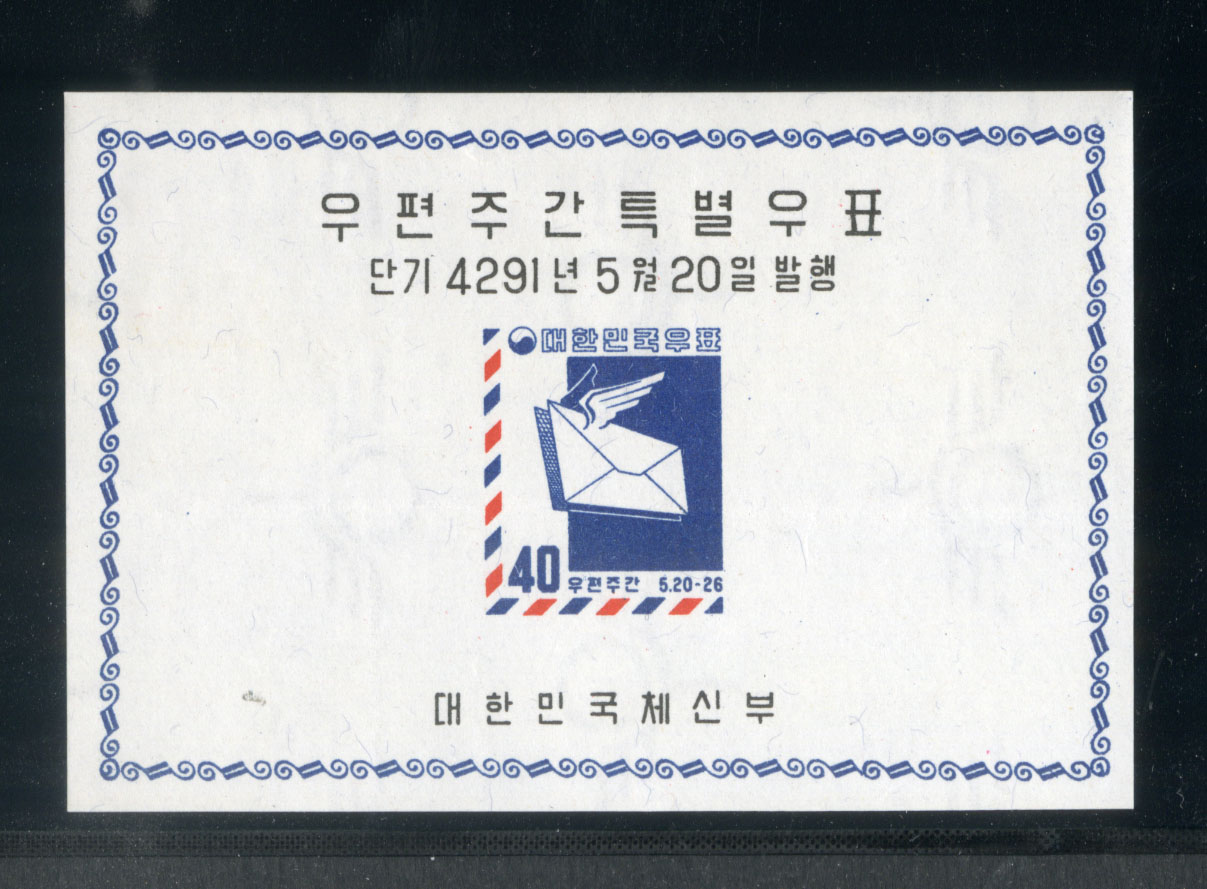 우편주간특별우표
단기 4291년 5월 20일 발행
대한민국우표
40 우편주간 5.20-26
대한민국체신부